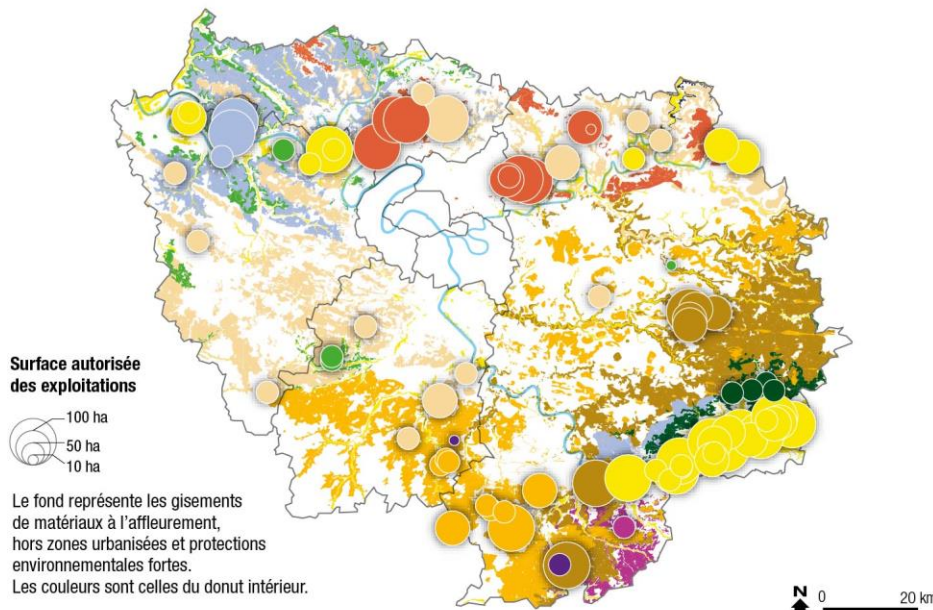 Surface autorisée
des exploitations
100 ha
50 ha
10 ha
Le fond représente les gisements
de matériaux à l'affleurement,
hors zones urbanisées et protections
environnementales fortes.
Les couleurs sont celles du donut intérieur.
N 0 20 km